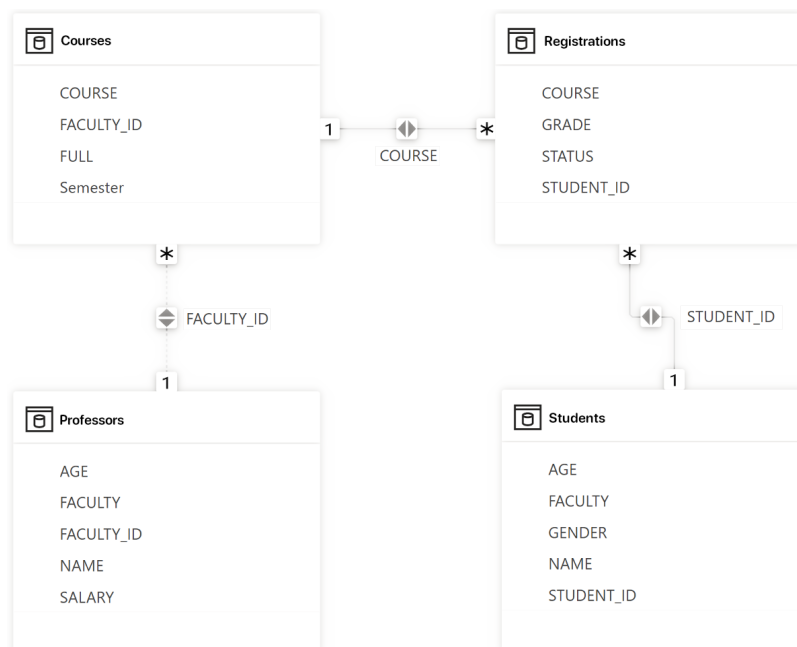 Courses
COURSE
FACULTY_ID
FULL
Semester
1
COURSE
*
Registrations
COURSE
GRADE
STATUS
STUDENT_ID
*
FACULTY_ID
1
*
STUDENT_ID
1
Professors
AGE
FACULTY
FACULTY_ID
NAME
SALARY
Students
AGE
FACULTY
GENDER
NAME
STUDENT_ID